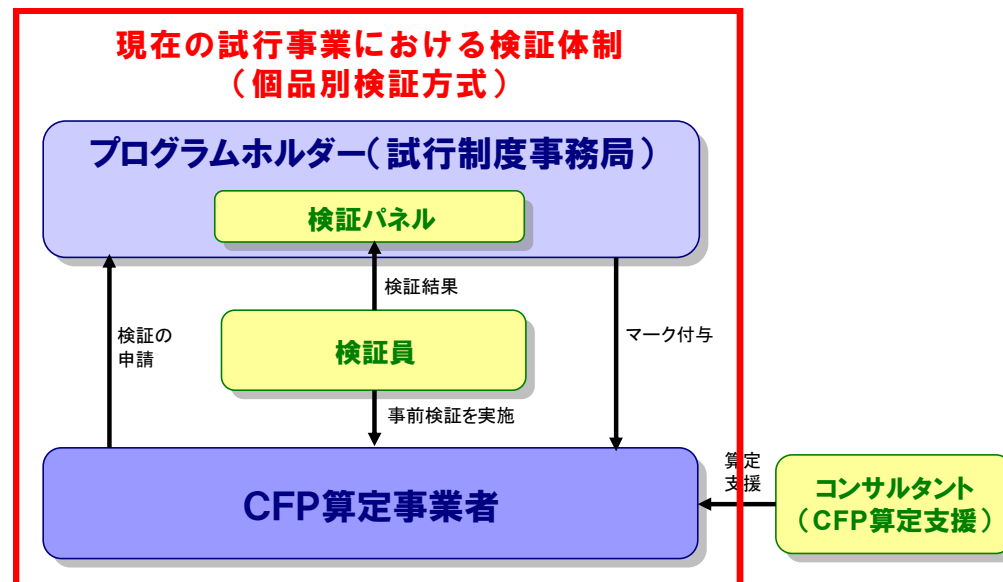 現在の試行事業における検証体制
（個品別検証方式）
プログラムホルダー（試行制度事務局）
検証パネル
検証結果
検証の
申請
検証員
マーク付与
事前検証を実施
算定
支援
CFP算定事業者
コンサルタント
（CFP算定支援）